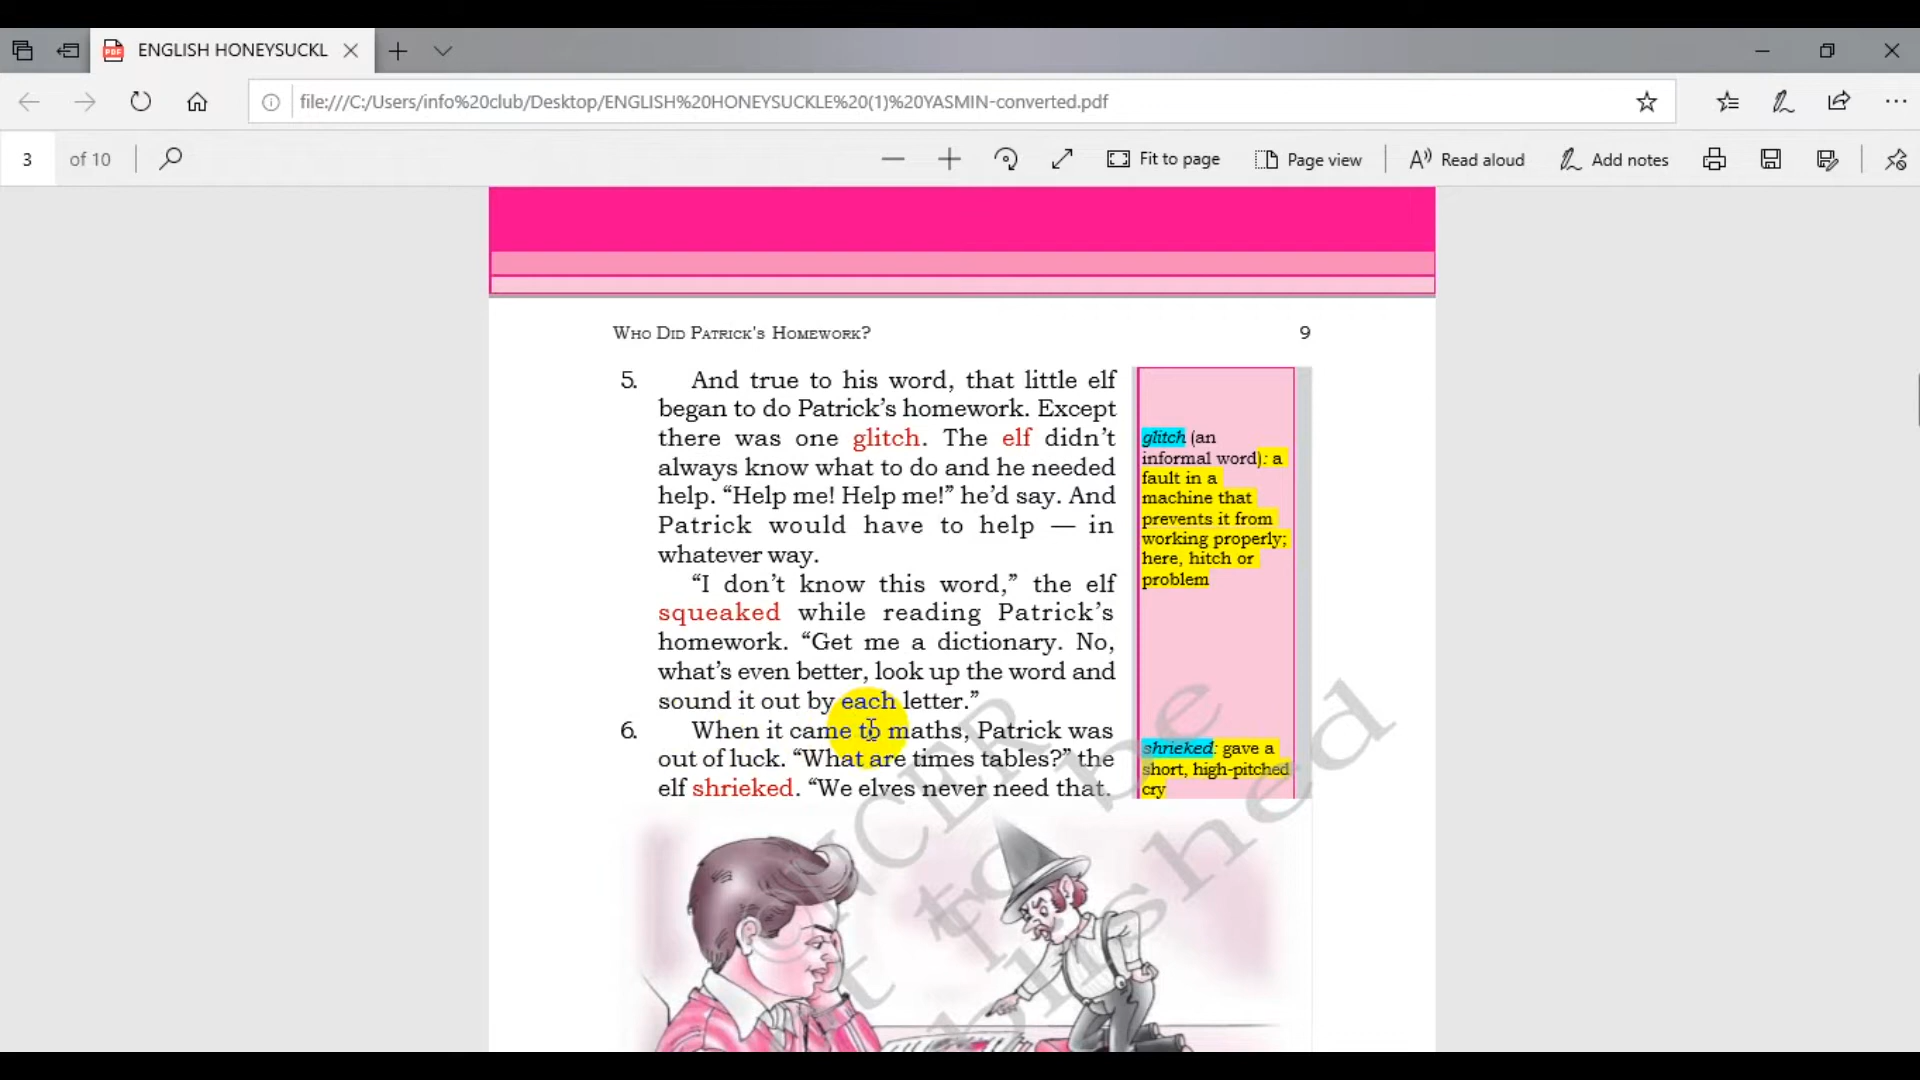 ENGLISH HONEYSUCKL
file:///C:/Users/info%20club/Desktop/ENGLISH%20HONEYSUCKLE%20(1)%20YASMIN-converted.pdf
3 of 10
Fit to page
Page view
Read aloud
Add notes
WHO DID PATRICK'S HOMEWORK? 9
5. And true to his word, that little elf
began to do Patrick’s homework. Except
there was one glitch. The elf didn’t
always know what to do and he needed
help. “Help me! Help me!” he’d say. And
Patrick would have to help — in
whatever way.
“I don’t know this word,” the elf
squeaked while reading Patrick’s
homework. “Get me a dictionary. No,
what’s even better, look up the word and
sound it out by each letter.”
6. When it came to maths, Patrick was
out of luck. “What are times tables?” the
elf shrieked. “We elves never need that.
glitch (an
informal word): a
fault in a
machine that
prevents it from
working properly;
here, hitch or
problem
shrieked: gave a
short, high-pitched
cry